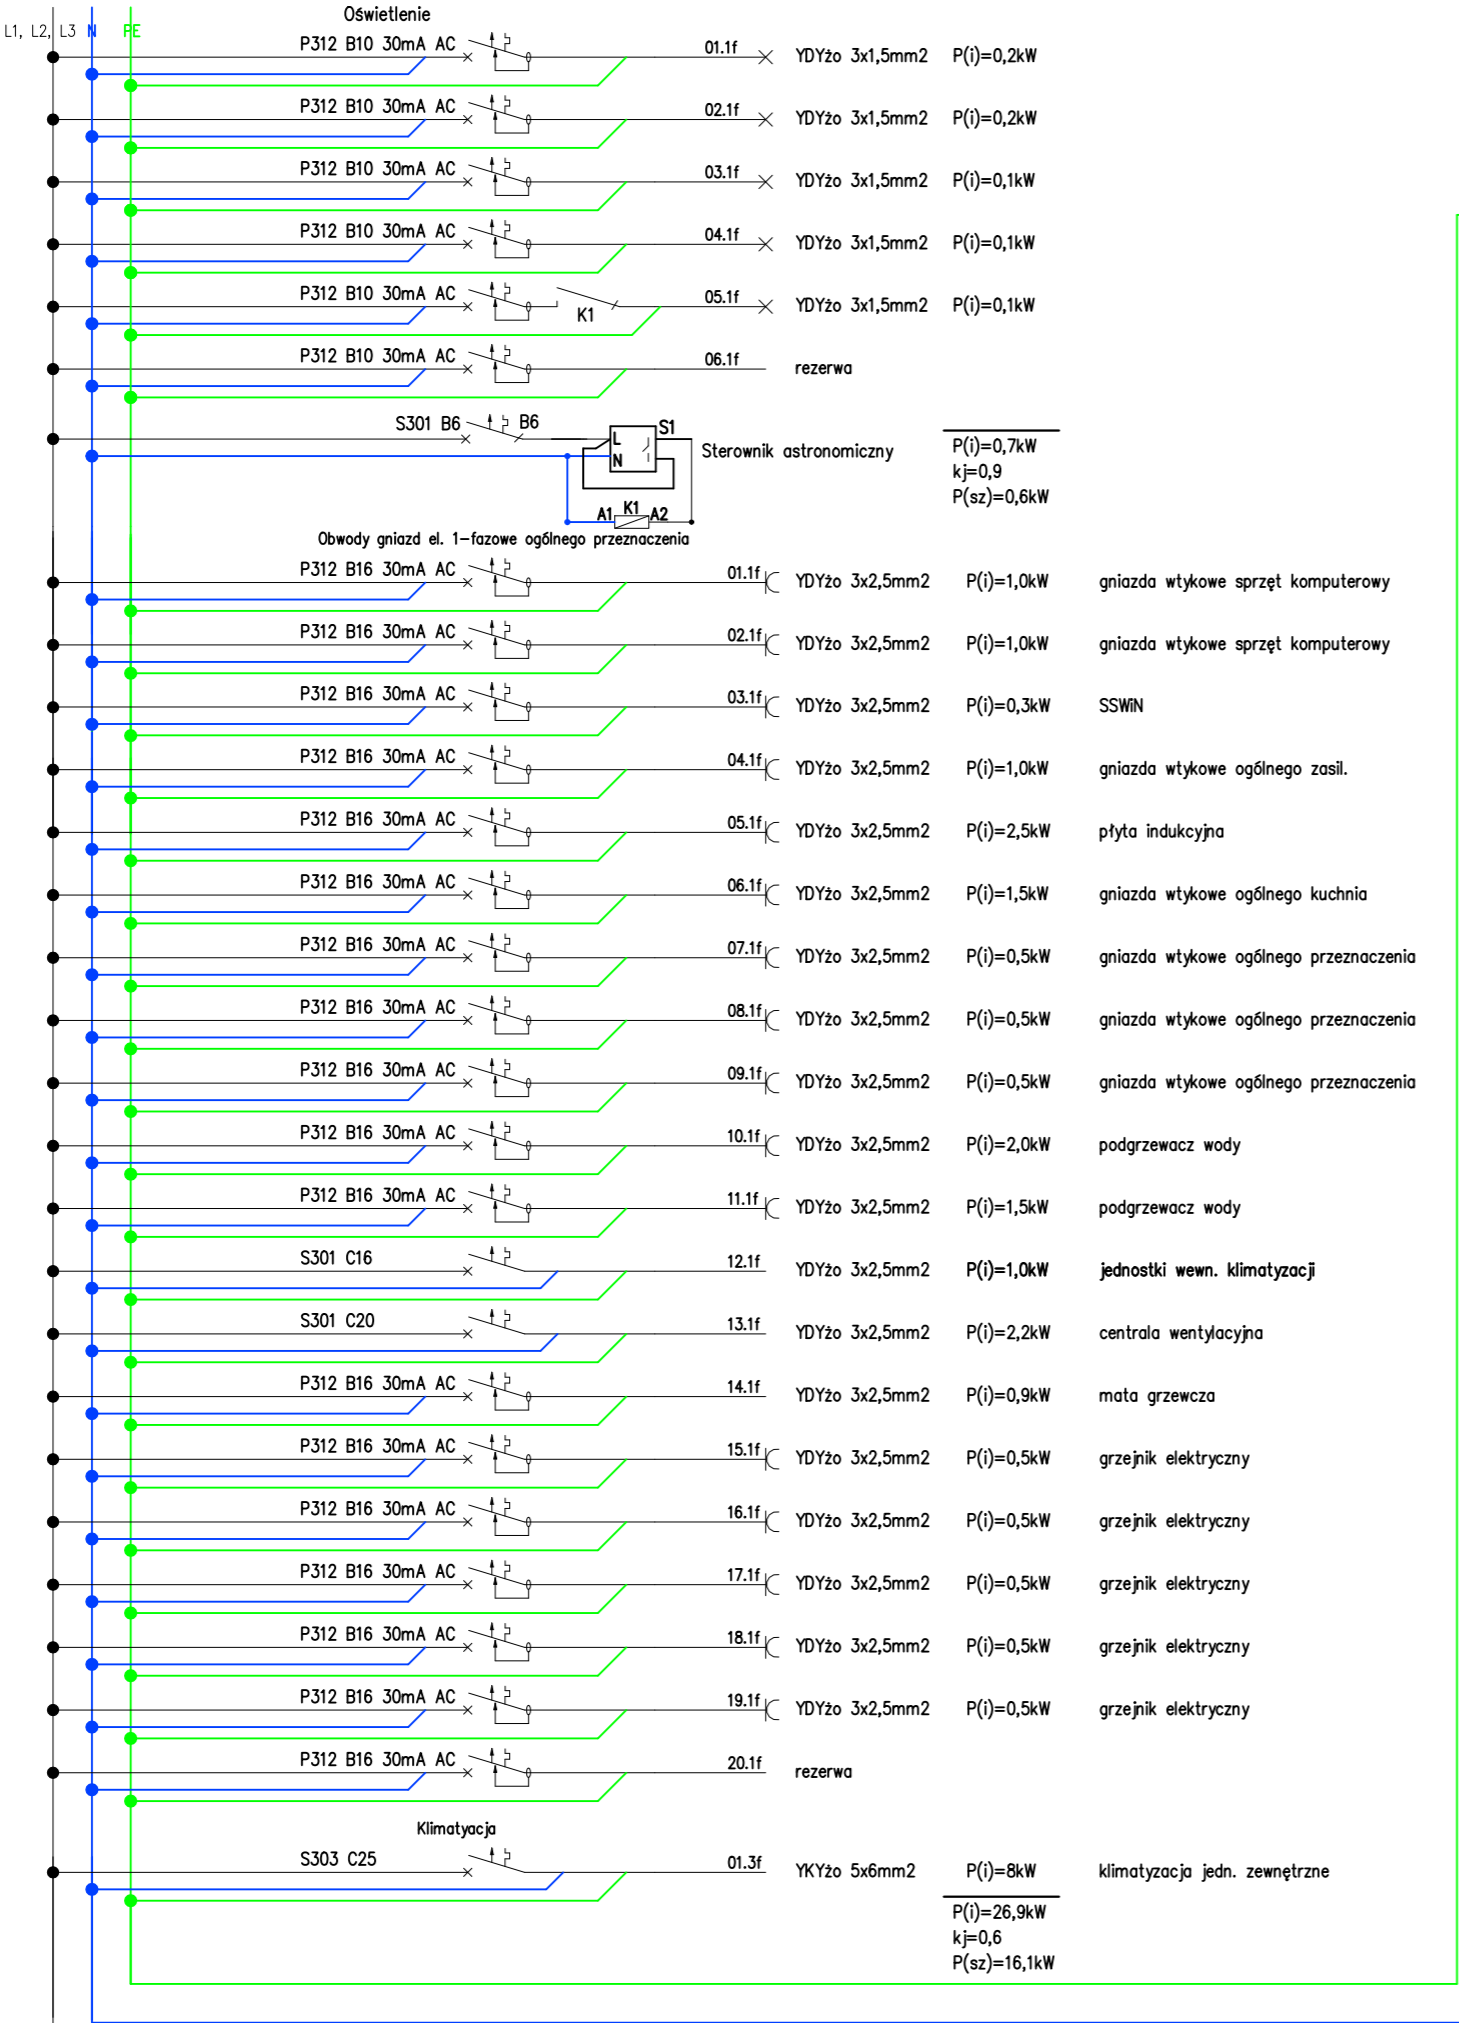 Oświetlenie
L1, L2, L3 N PE
P312 B10 30mA AC 01.1f YDYżo 3x1,5mm2 P(i)=0,2kW
P312 B10 30mA AC 02.1f YDYżo 3x1,5mm2 P(i)=0,2kW
P312 B10 30mA AC 03.1f YDYżo 3x1,5mm2 P(i)=0,1kW
P312 B10 30mA AC 04.1f YDYżo 3x1,5mm2 P(i)=0,1kW
P312 B10 30mA AC K1 05.1f YDYżo 3x1,5mm2 P(i)=0,1kW
P312 B10 30mA AC 06.1f rezerwa
S301 B6 B6 L N S1 Sterownik astronomiczny
P(i)=0,7kW
kj=0,9
P(sz)=0,6kW
A1 K1 A2
Obwody gniazd el. 1-fazowe ogólnego przeznaczenia
P312 B16 30mA AC 01.1f YDYżo 3x2,5mm2 P(i)=1,0kW gniazda wtykowe sprzęt komputerowy
P312 B16 30mA AC 02.1f YDYżo 3x2,5mm2 P(i)=1,0kW gniazda wtykowe sprzęt komputerowy
P312 B16 30mA AC 03.1f YDYżo 3x2,5mm2 P(i)=0,3kW SSWiN
P312 B16 30mA AC 04.1f YDYżo 3x2,5mm2 P(i)=1,0kW gniazda wtykowe ogólnego zasil.
P312 B16 30mA AC 05.1f YDYżo 3x2,5mm2 P(i)=2,5kW płyta indukcyjna
P312 B16 30mA AC 06.1f YDYżo 3x2,5mm2 P(i)=1,5kW gniazda wtykowe ogólnego kuchnia
P312 B16 30mA AC 07.1f YDYżo 3x2,5mm2 P(i)=0,5kW gniazda wtykowe ogólnego przeznaczenia
P312 B16 30mA AC 08.1f YDYżo 3x2,5mm2 P(i)=0,5kW gniazda wtykowe ogólnego przeznaczenia
P312 B16 30mA AC 09.1f YDYżo 3x2,5mm2 P(i)=0,5kW gniazda wtykowe ogólnego przeznaczenia
P312 B16 30mA AC 10.1f YDYżo 3x2,5mm2 P(i)=2,0kW podgrzewacz wody
P312 B16 30mA AC 11.1f YDYżo 3x2,5mm2 P(i)=1,5kW podgrzewacz wody
S301 C16 12.1f YDYżo 3x2,5mm2 P(i)=1,0kW jednostki wewn. klimatyzacji
S301 C20 13.1f YDYżo 3x2,5mm2 P(i)=2,2kW centrala wentylacyjna
P312 B16 30mA AC 14.1f YDYżo 3x2,5mm2 P(i)=0,9kW mata grzewcza
P312 B16 30mA AC 15.1f YDYżo 3x2,5mm2 P(i)=0,5kW grzejnik elektryczny
P312 B16 30mA AC 16.1f YDYżo 3x2,5mm2 P(i)=0,5kW grzejnik elektryczny
P312 B16 30mA AC 17.1f YDYżo 3x2,5mm2 P(i)=0,5kW grzejnik elektryczny
P312 B16 30mA AC 18.1f YDYżo 3x2,5mm2 P(i)=0,5kW grzejnik elektryczny
P312 B16 30mA AC 19.1f YDYżo 3x2,5mm2 P(i)=0,5kW grzejnik elektryczny
P312 B16 30mA AC 20.1f rezerwa
Klimatyacja
S303 C25 01.3f YKYżo 5x6mm2 P(i)=8kW klimatyzacja jedn. zewnętrzne
P(i)=26,9kW
kj=0,6
P(sz)=16,1kW